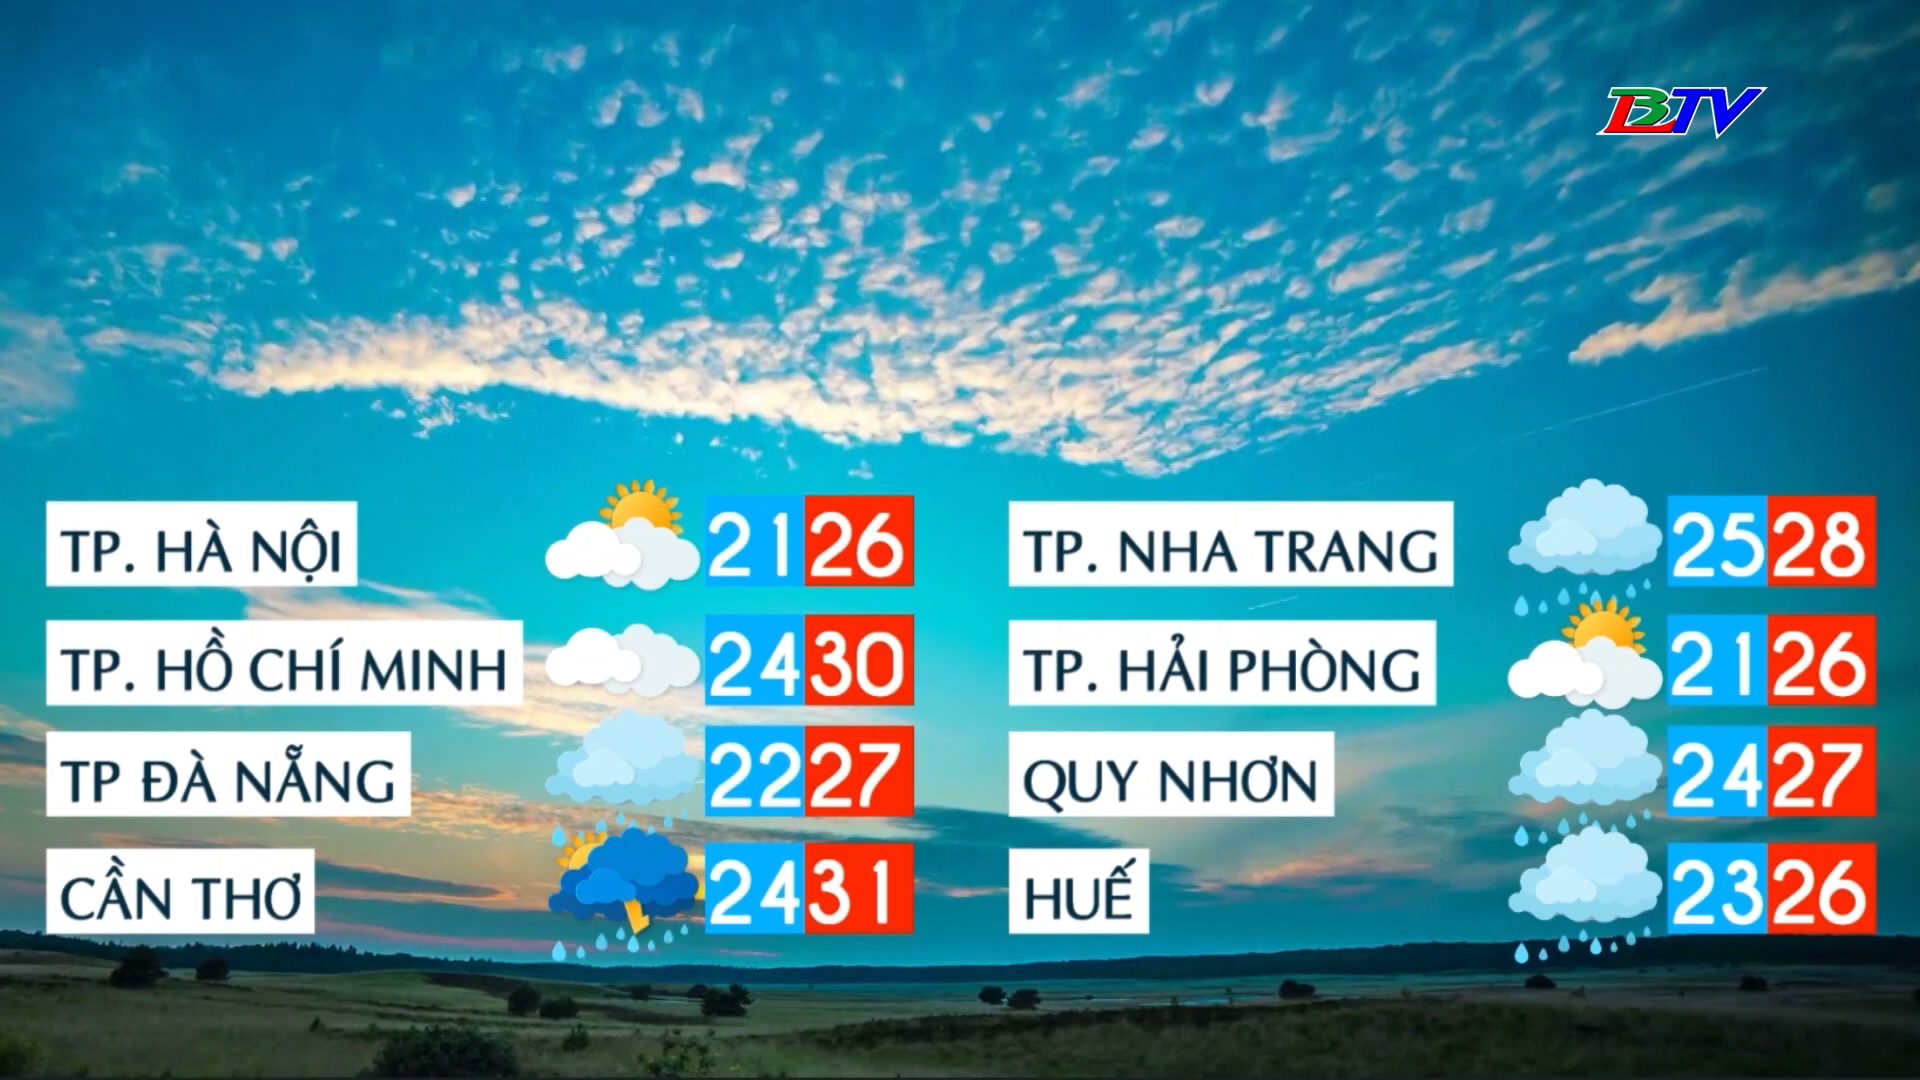 BTV
TP. HÀ NỘI 21 26
TP. HỒ CHÍ MINH 24 30
TP ĐÀ NẴNG 22 27
CẦN THƠ 24 31
TP. NHA TRANG 25 28
TP. HẢI PHÒNG 21 26
QUY NHƠN 24 27
HUẾ 23 26